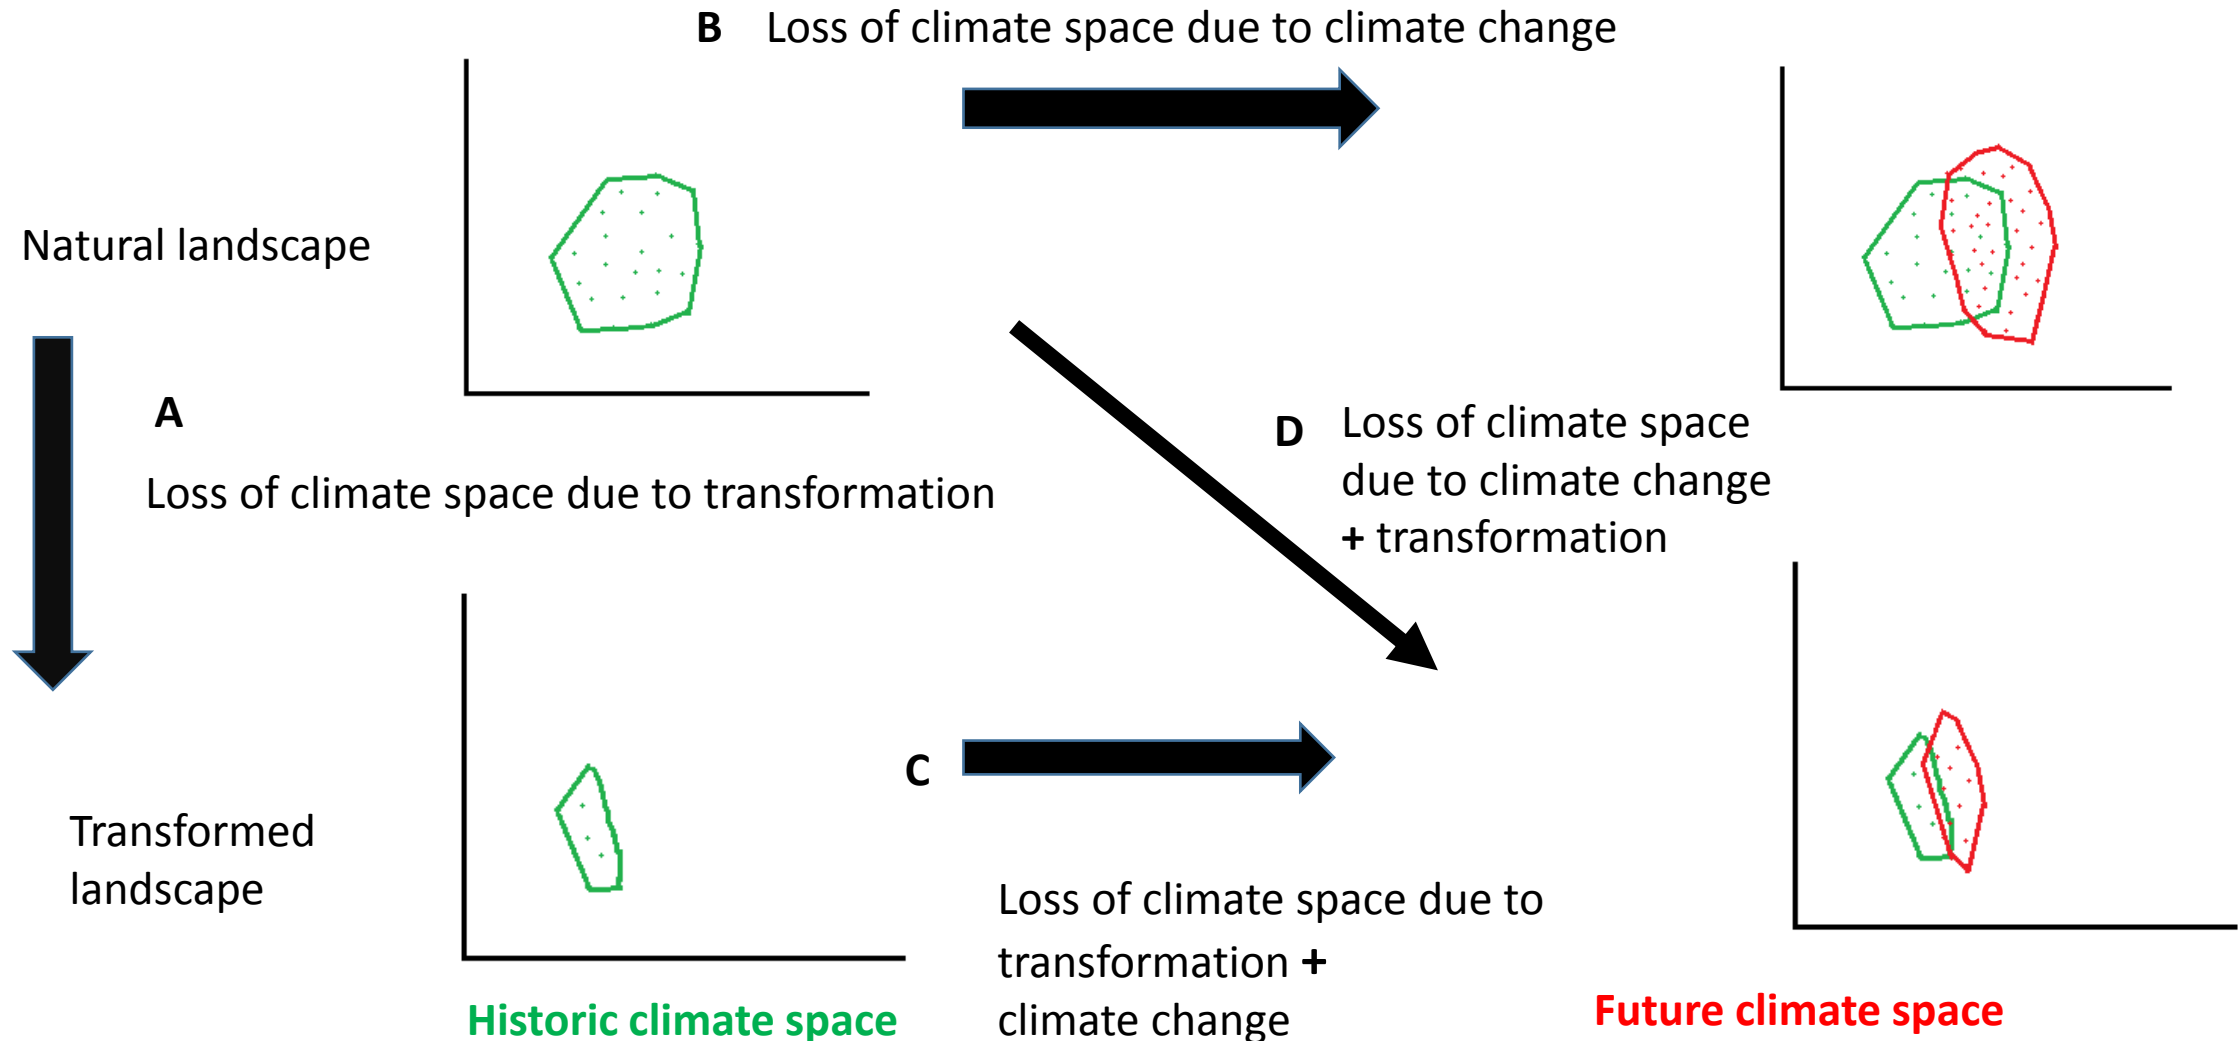 B Loss of climate space due to climate change
Natural landscape
A
Loss of climate space due to transformation
D Loss of climate space
due to climate change
+ transformation
Transformed
landscape
C
Loss of climate space due to
transformation +
climate change
Historic climate space
Future climate space